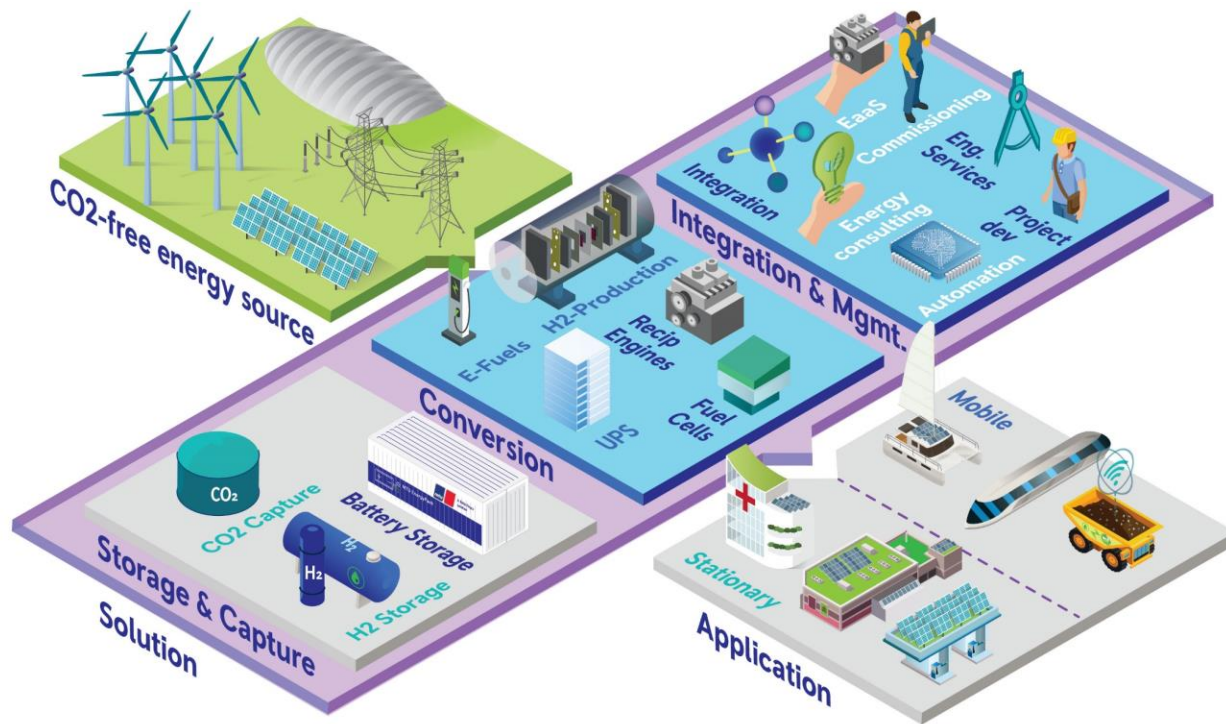 CO2-free energy source
EaaS
Commissioning
Eng.
Services
Integration
Energy
consulting
Project
dev
Automation
Integration & Mgmt.
H2-Production
E-Fuels
Recip
Engines
UPS
Fuel
Cells
Conversion
CO₂
CO2 Capture
Battery Storage
H₂
H₂
H2 Storage
Storage & Capture
Solution
Mobile
Stationary
Application